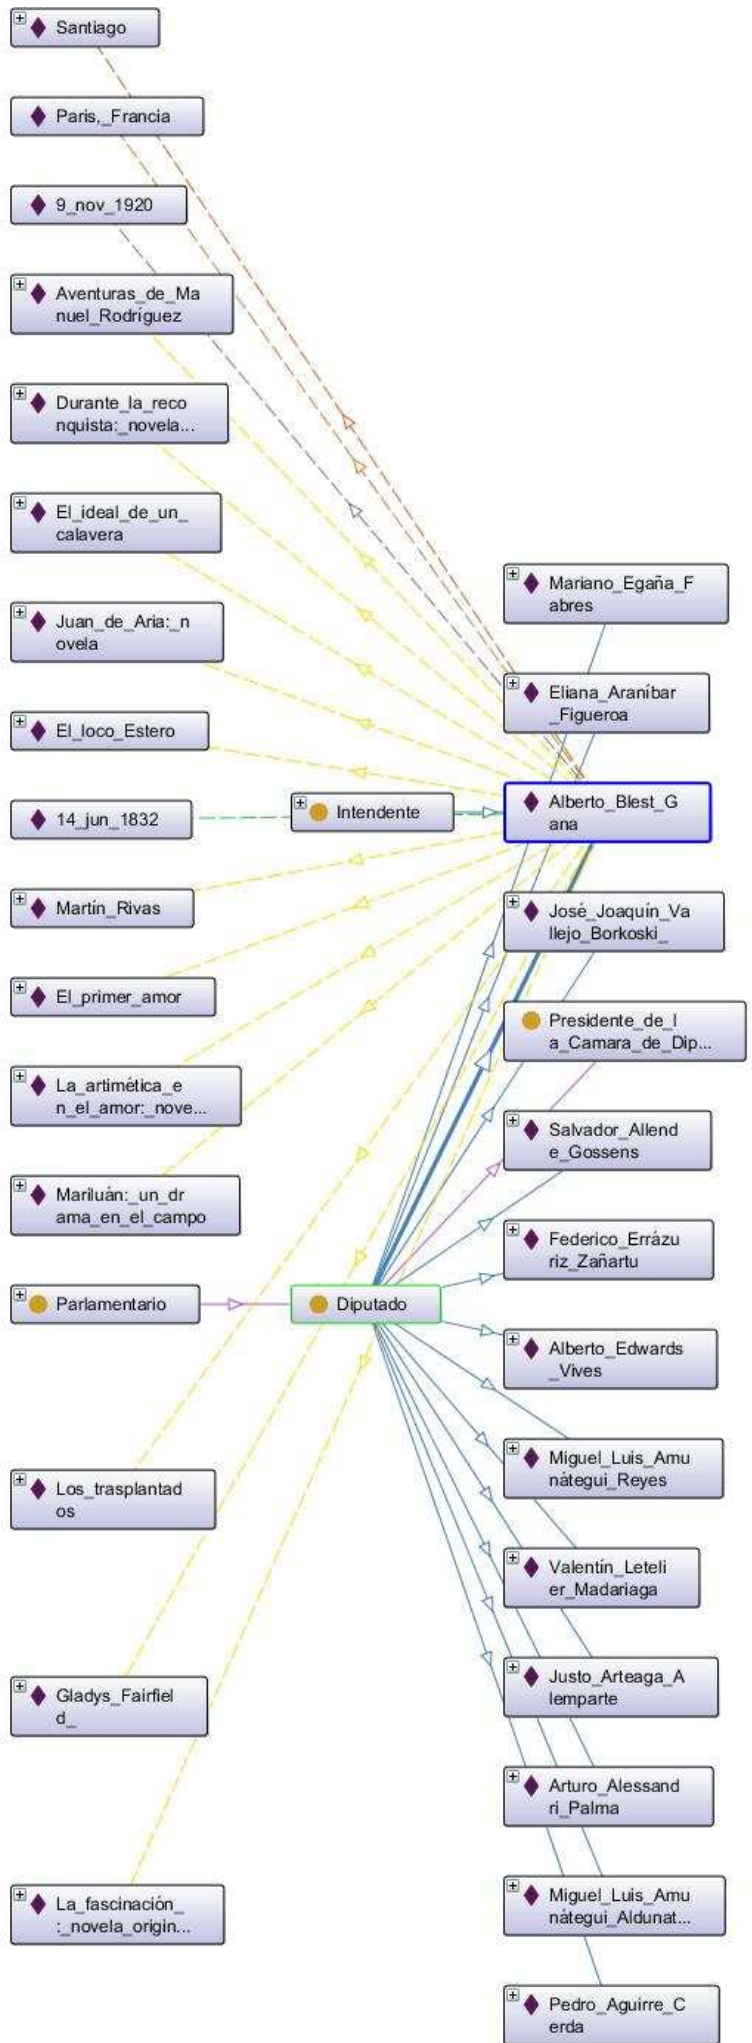 Santiago
Paris,_Francia
9_nov_1920
Aventuras_de_Ma
nuel_Rodríguez
Durante_la_reco
nquista:_novela...
El_ideal_de_un_
calavera
Juan_de_Aria:_n
ovela
El_loco_Estero
14_jun_1832
Martín_Rivas
El_primer_amor
La_artimética_e
n_el_amor:_nove...
Mariluán:_un_dr
ama_en_el_campo
Parlamentario
Los_trasplantad
os
Gladys_Fairfiel
d_
La_fascinación_
:_novela_origin...
Intendente
Diputado
Mariano_Egaña_F
abres
Eliana_Araníbar
_Figueroa
Alberto_Blest_G
ana
José_Joaquín_Va
llejo_Borkoski_
Presidente_de_l
a_Camara_de_Dip...
Salvador_Allend
e_Gossens
Federico_Errázu
riz_Zañartu
Alberto_Edwards
_Vives
Miguel_Luis_Amu
nátegui_Reyes
Valentín_Leteli
er_Madariaga
Justo_Arteaga_A
lemparte
Arturo_Alessand
ri_Palma
Miguel_Luis_Amu
nátegui_Aldunat...
Pedro_Aguirre_C
erda